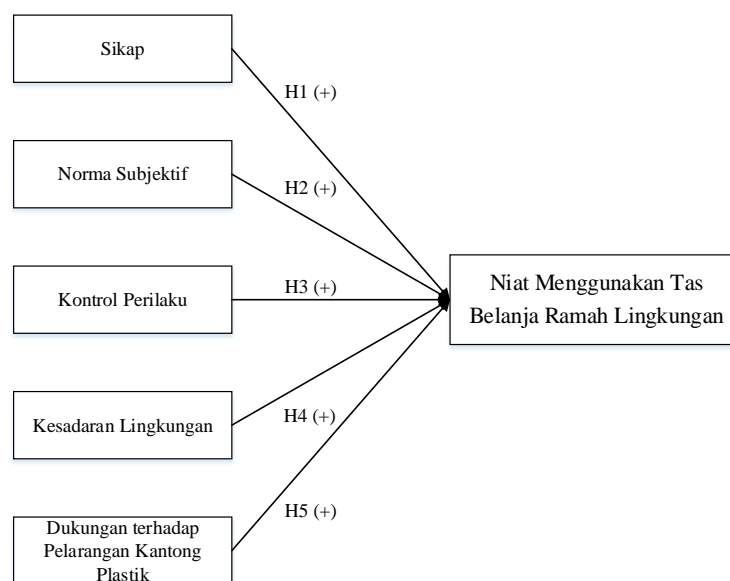 Sikap
H1 (+)
Norma Subjektif
H2 (+)
Kontrol Perilaku
H3 (+)
Niat Menggunakan Tas
Belanja Ramah Lingkungan
Kesadaran Lingkungan
H4 (+)
Dukungan terhadap
Pelarangan Kantong
Plastik
H5 (+)